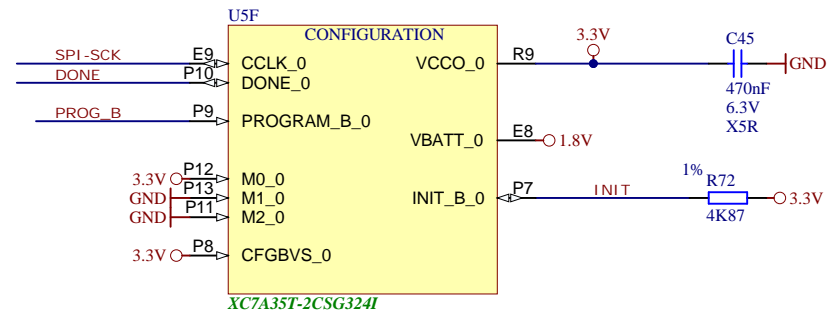 U5F
CONFIGURATION
SPI-SCK E9 CCLK_0
DONE P10 DONE_0
PROG_B P9 PROGRAM_B_0
3.3V P12 M0_0
GND P13 M1_0
GND P11 M2_0
3.3V P8 CFGBVS_0
VCCO_0 R9 3.3V
C45
GND
470nF
6.3V
X5R
VBATT_0 E8 1.8V
INIT_B_0 P7 INIT
1% R72 3.3V
4K87
XC7A35T-2CSG324I